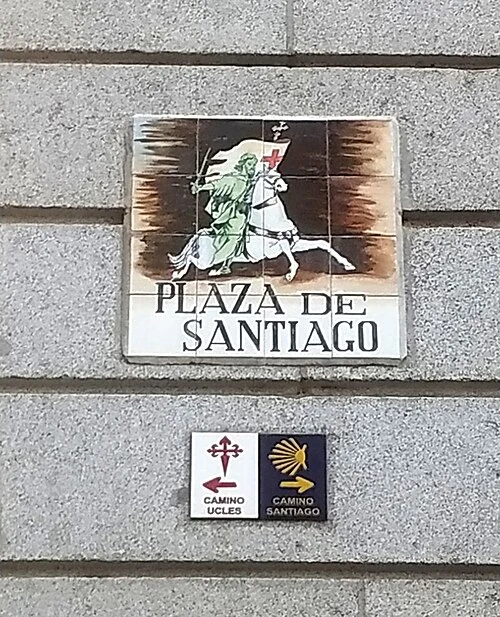 PLAZA DE
SANTIAGO
CAMINO
UCLES
CAMINO
SANTIAGO